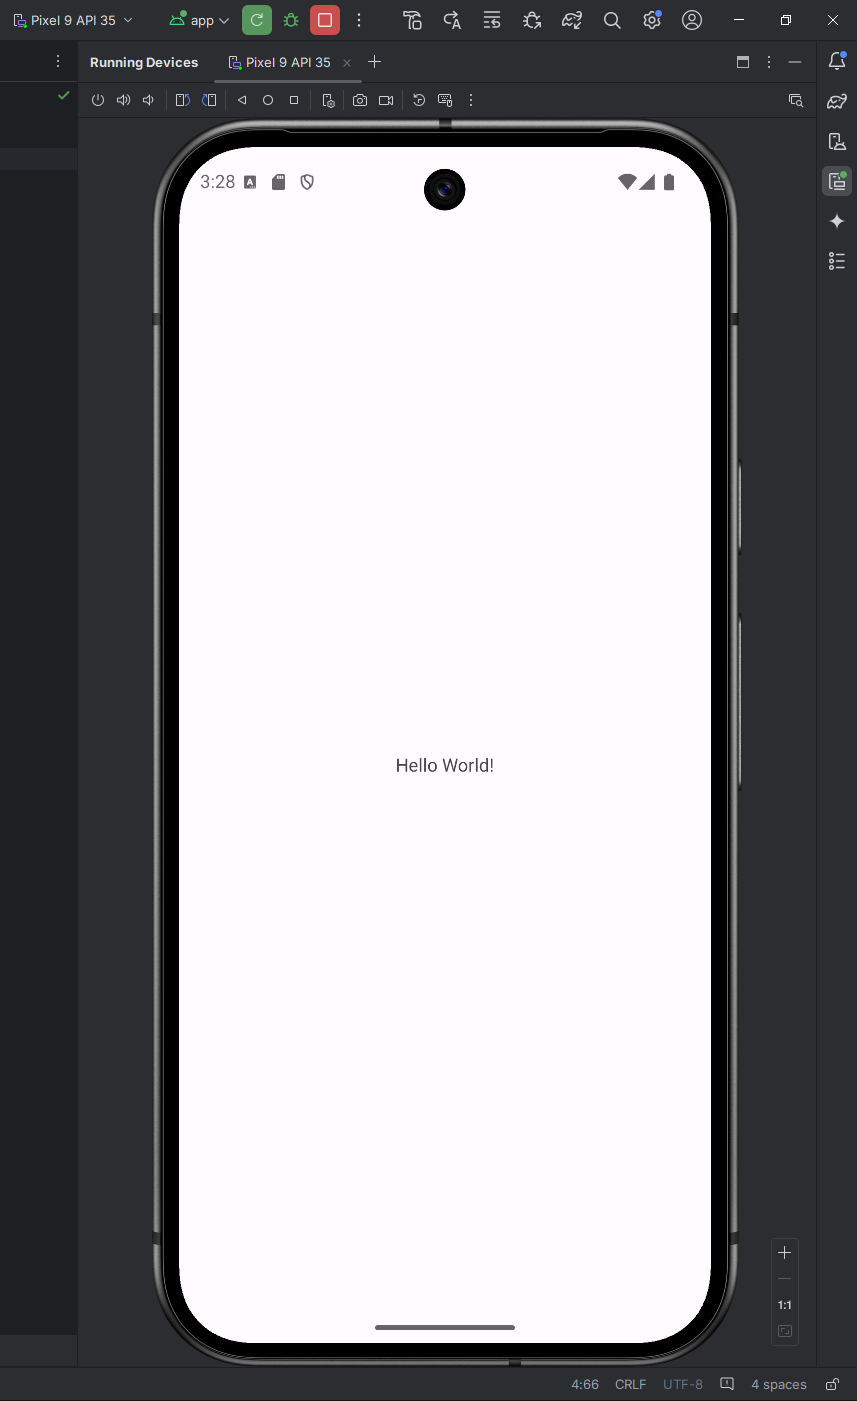 Pixel 9 API 35 app
Running Devices Pixel 9 API 35
3:28
Hello World!
1:1
4:66 CRLF UTF-8 4 spaces